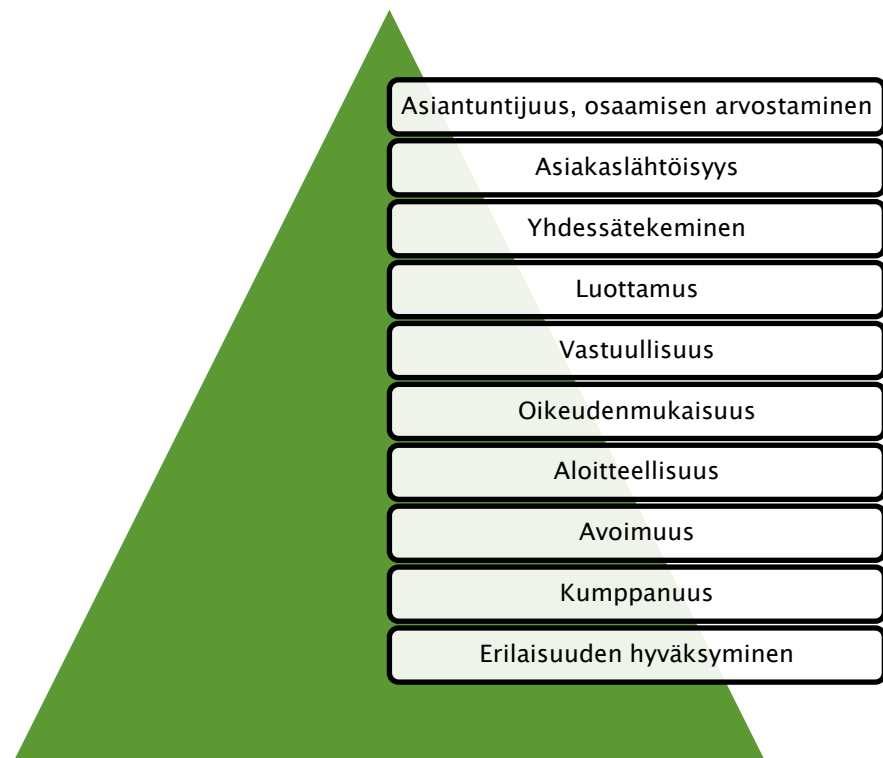 Asiantuntijuus, osaamisen arvostaminen
Asiakaslähtöisyys
Yhdessätekeminen
Luottamus
Vastuullisuus
Oikeudenmukaisuus
Aloitteellisuus
Avoimuus
Kumppanuus
Erilaisuuden hyväksyminen